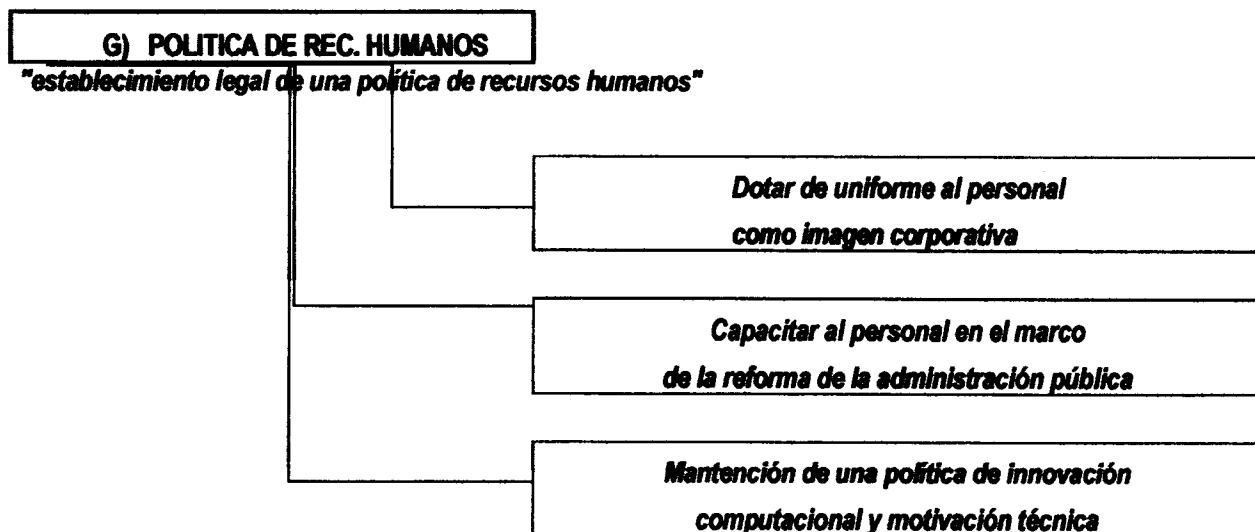 G) POLITICA DE REC. HUMANOS
"establecimiento legal de una política de recursos humanos"
Dotar de uniforme al personal
como imagen corporativa
Capacitar al personal en el marco
de la reforma de la administración pública
Mantención de una política de innovación
computacional y motivación técnica